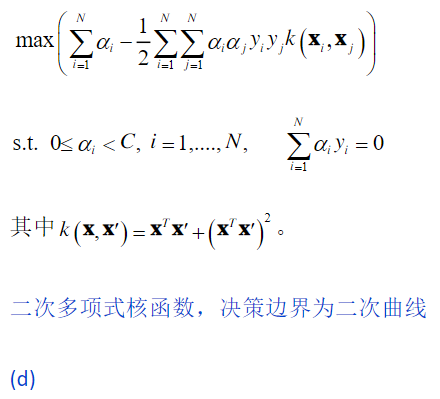 max(∑_{i=1}^{N} α_i − 1/2 ∑_{i=1}^{N} ∑_{j=1}^{N} α_i α_j y_i y_j k(𝐱_i, 𝐱_j))
s.t. 0≤ α_i < C, i = 1,...., N, ∑_{i=1}^{N} α_i y_i = 0
其中 k(𝐱, 𝐱′) = 𝐱^T 𝐱′ + (𝐱^T 𝐱′)^2 。
二次多项式核函数，决策边界为二次曲线
(d)